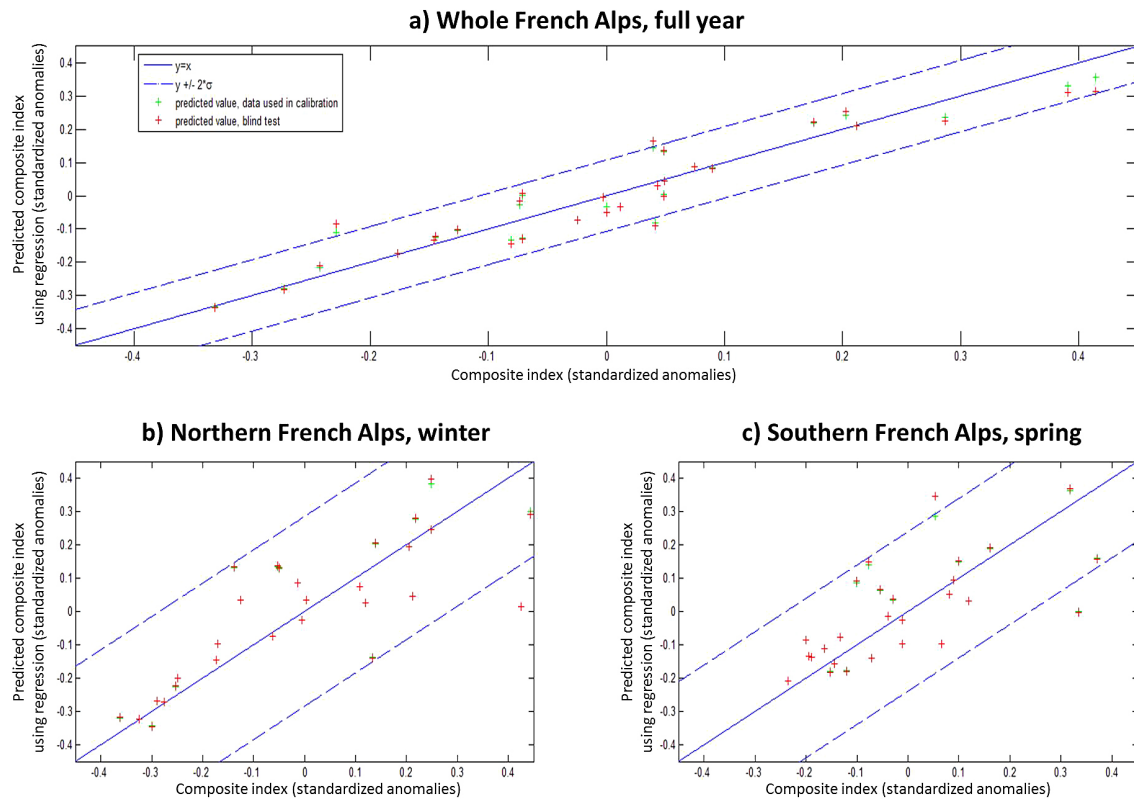 a) Whole French Alps, full year
Predicted composite index
using regression (standardized anomalies)
0.4
0.3
0.2
0.1
0
-0.1
-0.2
-0.3
-0.4
y=x
y +/- 2*σ
predicted value, data used in calibration
predicted value, blind test
-0.4 -0.3 -0.2 -0.1 0 0.1 0.2 0.3 0.4
Composite index (standardized anomalies)
b) Northern French Alps, winter
Predicted composite index
using regression (standardized anomalies)
0.4
0.3
0.2
0.1
0
-0.1
-0.2
-0.3
-0.4
-0.4 -0.3 -0.2 -0.1 0 0.1 0.2 0.3 0.4
Composite index (standardized anomalies)
c) Southern French Alps, spring
Predicted composite index
using regression (standardized anomalies)
0.4
0.3
0.2
0.1
0
-0.1
-0.2
-0.3
-0.4
-0.4 -0.3 -0.2 -0.1 0 0.1 0.2 0.3 0.4
Composite index (standardized anomalies)